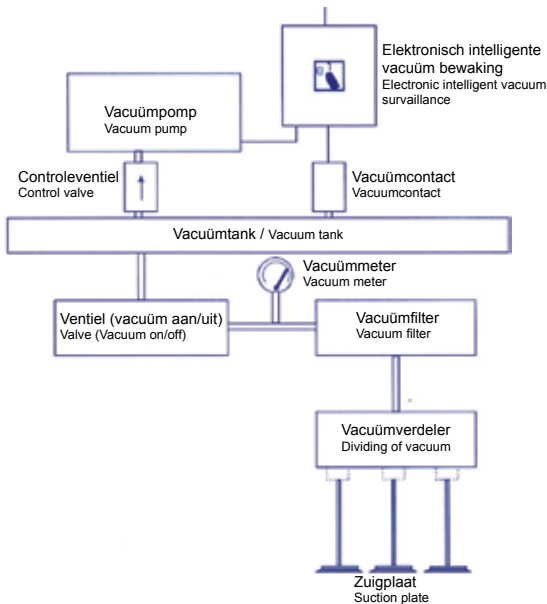 Elektronisch intelligente
vacuüm bewaking
Electronic intelligent vacuum
survaillance
Vacuümpomp
Vacuum pump
Controleventiel
Control valve
Vacuümcontact
Vacuumcontact
Vacuümtank / Vacuum tank
Vacuümmeter
Vacuum meter
Ventiel (vacuüm aan/uit)
Valve (Vacuum on/off)
Vacuümfilter
Vacuum filter
Vacuümverdeler
Dividing of vacuum
Zuigplaat
Suction plate